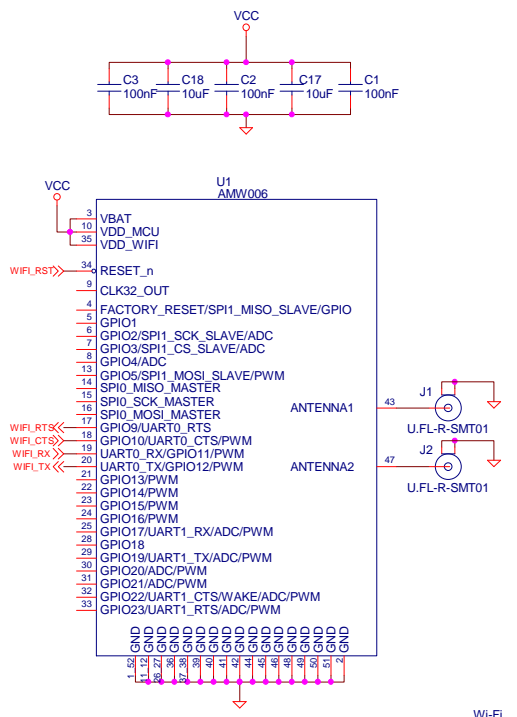 VCC
C3 C18 C2 C17 C1
100nF 10uF 100nF 10uF 100nF
U1
AMW006
VCC
3 VBAT
10 VDD_MCU
35 VDD_WIFI
WIFI_RST 34 RESET_n
9 CLK32_OUT
4 FACTORY_RESET/SPI1_MISO_SLAVE/GPIO
5 GPIO1
6 GPIO2/SPI1_SCK_SLAVE/ADC
7 GPIO3/SPI1_CS_SLAVE/ADC
8 GPIO4/ADC
13 GPIO5/SPI1_MOSI_SLAVE/PWM
14 SPI0_MISO_MASTER
15 SPI0_SCK_MASTER
16 SPI0_MOSI_MASTER
WIFI_RTS 17 GPIO9/UART0_RTS
WIFI_CTS 18 GPIO10/UART0_CTS/PWM
WIFI_RX 19 UART0_RX/GPIO11/PWM
WIFI_TX 20 UART0_TX/GPIO12/PWM
21 GPIO13/PWM
22 GPIO14/PWM
23 GPIO15/PWM
24 GPIO16/PWM
25 GPIO17/UART1_RX/ADC/PWM
28 GPIO18
29 GPIO19/UART1_TX/ADC/PWM
30 GPIO20/ADC/PWM
31 GPIO21/ADC/PWM
32 GPIO22/UART1_CTS/WAKE/ADC/PWM
33 GPIO23/UART1_RTS/ADC/PWM
J1
ANTENNA1 43
U.FL-R-SMT01
J2
ANTENNA2 47
U.FL-R-SMT01
GND GND GND GND GND GND GND GND GND GND GND GND GND GND GND GND GND
1 52 11 12 26 27 36 37 38 39 40 41 42 44 45 46 48 49 50 51 2
Wi-Fi